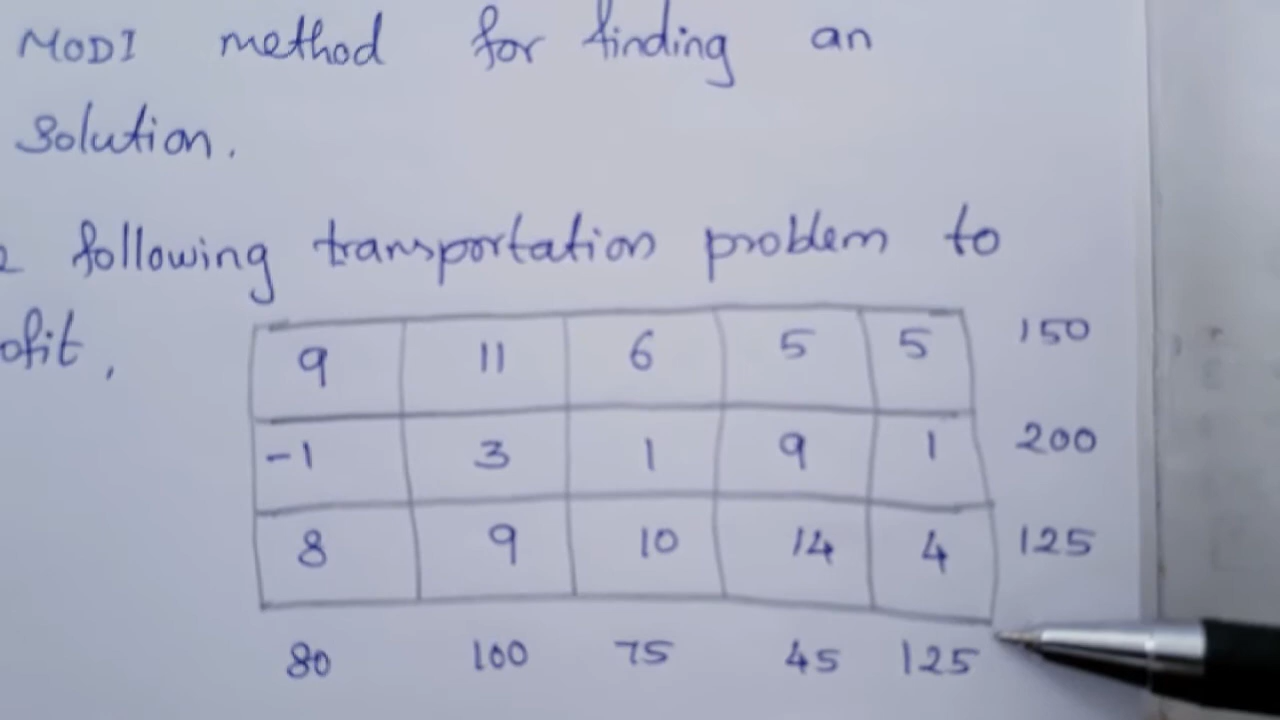 MODI method for finding an
solution.
following transportation problem to
9 11 6 5 5 150
-1 3 1 9 1 200
8 9 10 14 4 125
80 100 75 45 125